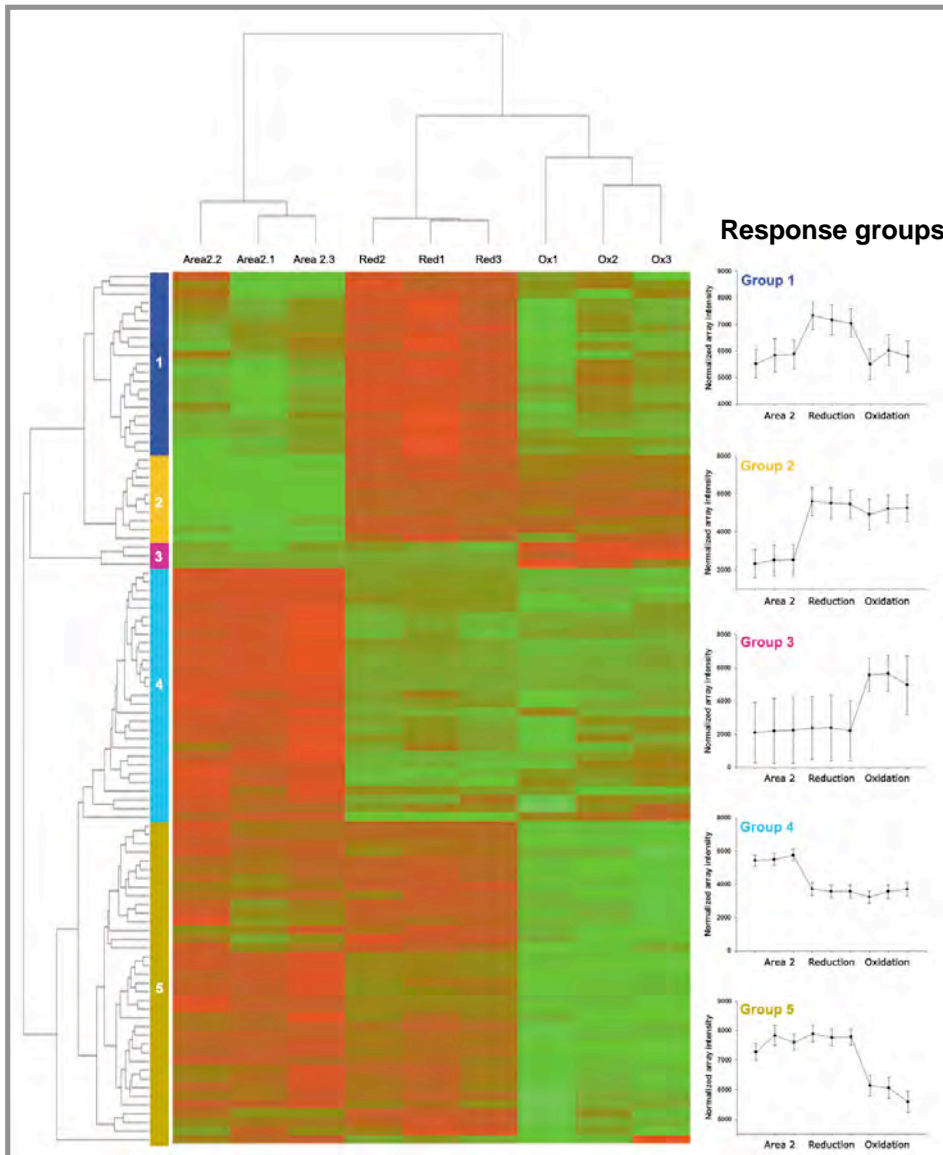 Response groups
Area2.2 Area2.1 Area 2.3 Red2 Red1 Red3 Ox1 Ox2 Ox3
1
2
3
4
5
Group 1
Normalized array intensity
9000
8000
7000
6000
5000
4000
Area 2 Reduction Oxidation
Group 2
Normalized array intensity
8000
6000
4000
2000
Area 2 Reduction Oxidation
Group 3
Normalized array intensity
8000
6000
4000
2000
0
Area 2 Reduction Oxidation
Group 4
Normalized array intensity
8000
6000
4000
0
Area 2 Reduction Oxidation
Group 5
Normalized array intensity
9000
8000
7000
6000
5000
Area 2 Reduction Oxidation